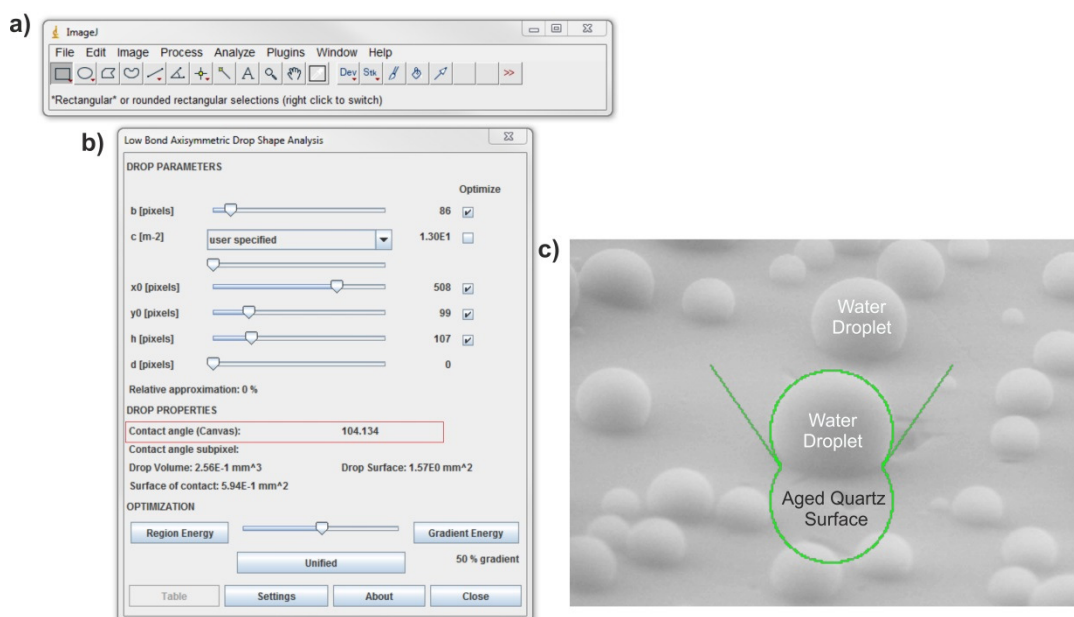 a)
ImageJ
File Edit Image Process Analyze Plugins Window Help
Dev Stk >>
*Rectangular* or rounded rectangular selections (right click to switch)
b)
Low Bond Axisymmetric Drop Shape Analysis
DROP PARAMETERS
Optimize
b [pixels] 86
c [m-2] user specified 1.30E1
x0 [pixels] 508
y0 [pixels] 99
h [pixels] 107
d [pixels] 0
Relative approximation: 0 %
DROP PROPERTIES
Contact angle (Canvas): 104.134
Contact angle subpixel:
Drop Volume: 2.56E-1 mm^3 Drop Surface: 1.57E0 mm^2
Surface of contact: 5.94E-1 mm^2
OPTIMIZATION
Region Energy Gradient Energy
Unified 50 % gradient
Table Settings About Close
c)
Water
Droplet
Water
Droplet
Aged Quartz
Surface